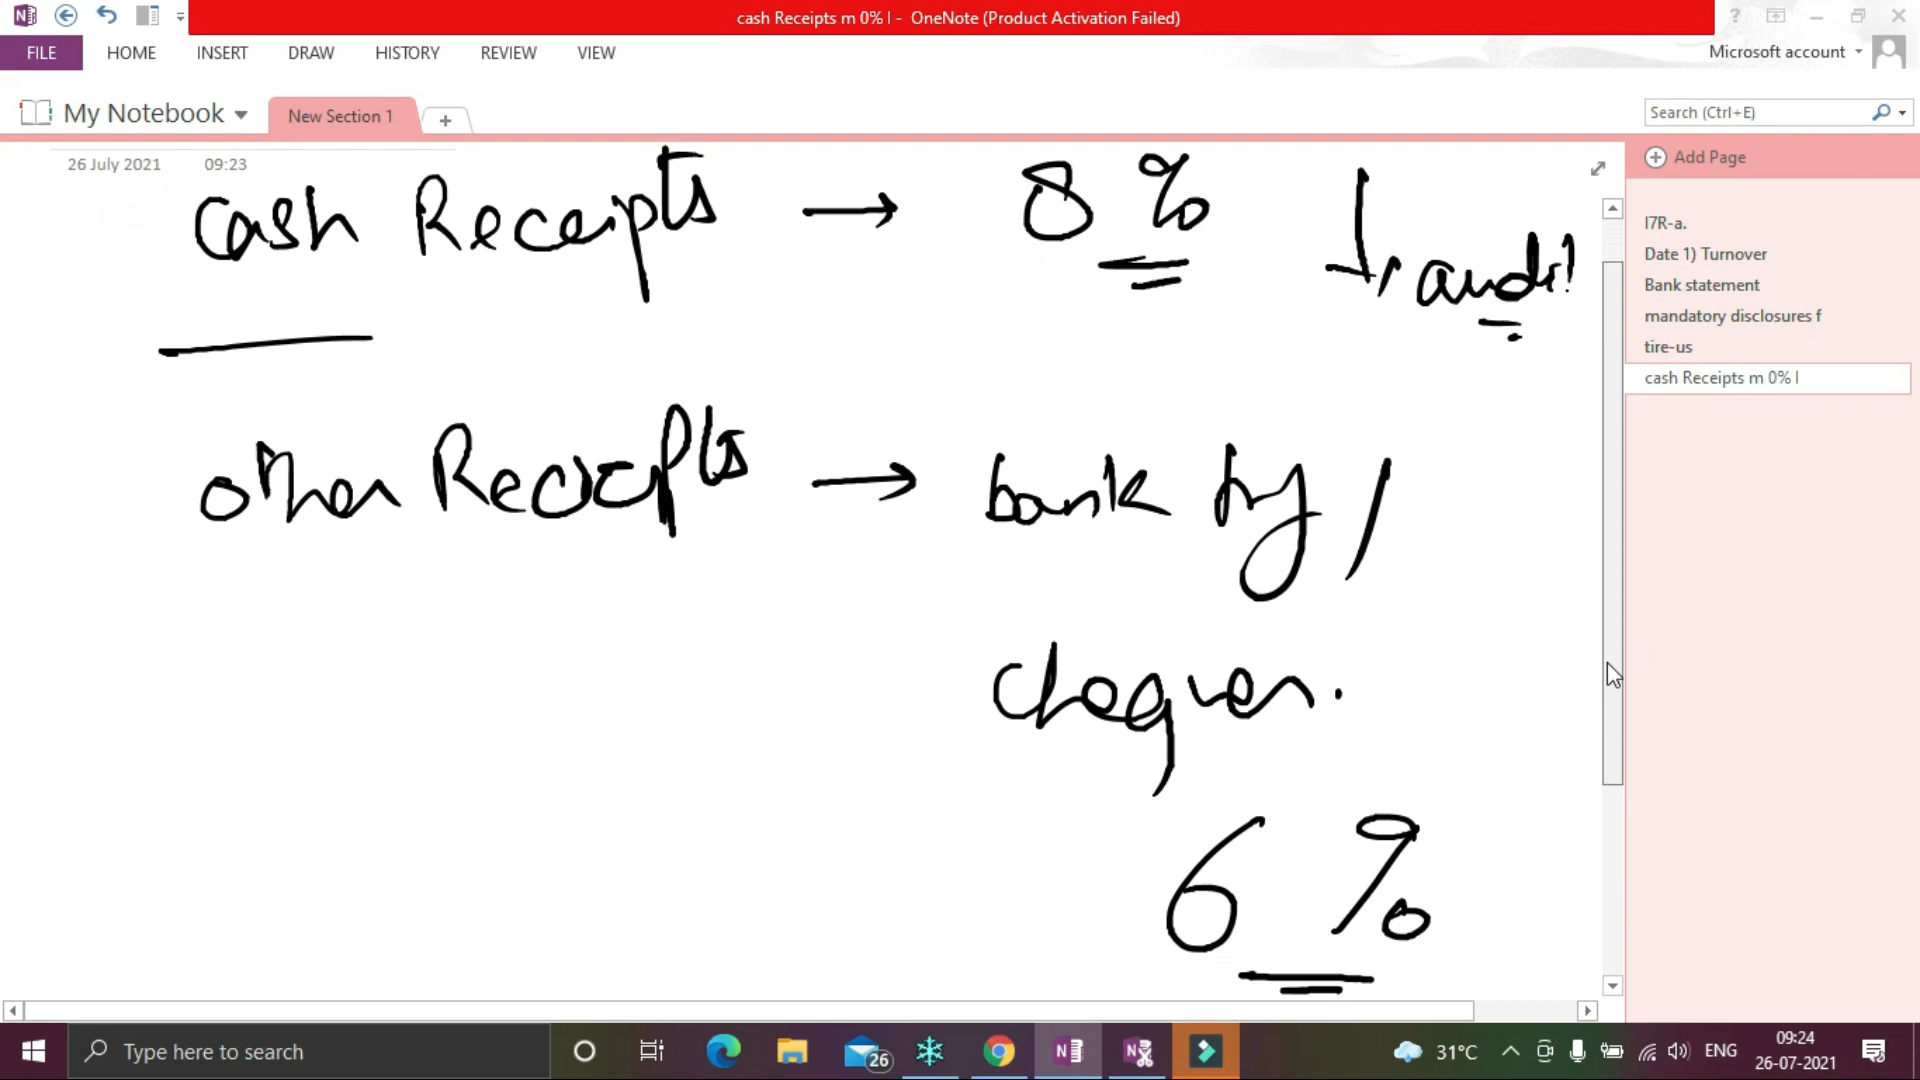 cash Receipts m 0% l - OneNote (Product Activation Failed)
FILE HOME INSERT DRAW HISTORY REVIEW VIEW
Microsoft account
My Notebook
New Section 1
Search (Ctrl+E)
26 July 2021 09:23
Add Page
I7R-a.
Date 1) Turnover
Bank statement
mandatory disclosures f
tire-us
cash Receipts m 0% l
Cash Receipts → 8%
audit
other Receipts → bank try /
cheques.
6%
Type here to search
26
31°C
ENG
09:24
26-07-2021